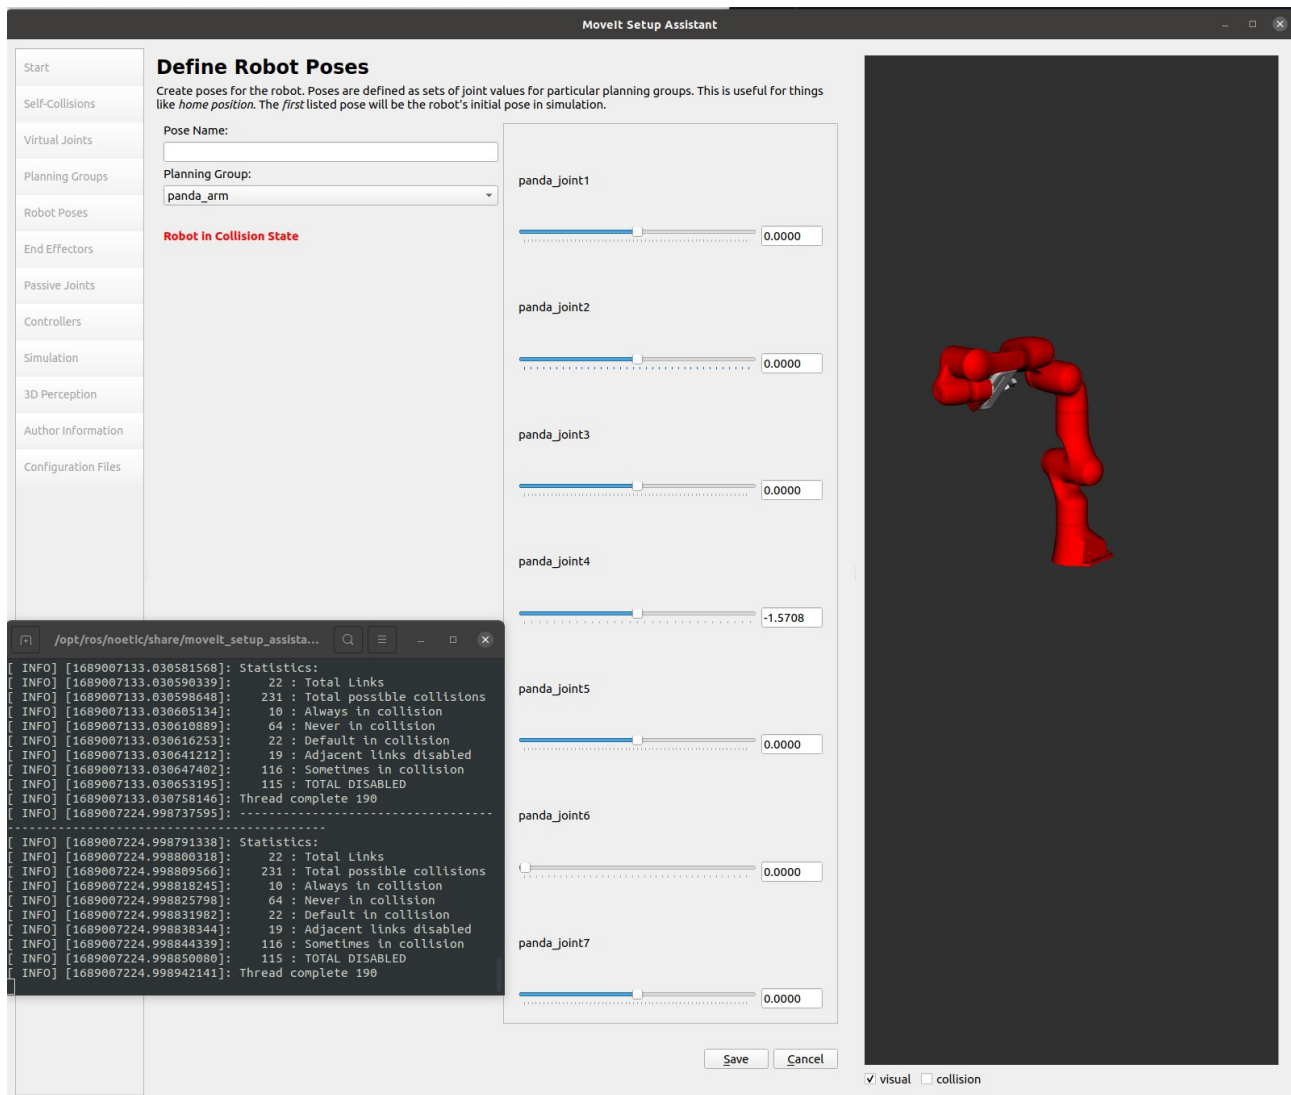 MoveIt Setup Assistant
Start
Self-Collisions
Virtual Joints
Planning Groups
Robot Poses
End Effectors
Passive Joints
Controllers
Simulation
3D Perception
Author Information
Configuration Files
Define Robot Poses
Create poses for the robot. Poses are defined as sets of joint values for particular planning groups. This is useful for things
like home position. The first listed pose will be the robot's initial pose in simulation.
Pose Name:
Planning Group:
panda_arm
Robot in Collision State
panda_joint1
0.0000
panda_joint2
0.0000
panda_joint3
0.0000
panda_joint4
-1.5708
panda_joint5
0.0000
panda_joint6
0.0000
panda_joint7
0.0000
Save
Cancel
visual
collision
/opt/ros/noetic/share/moveit_setup_assista...
[ INFO] [1689007133.030581568]: Statistics:
[ INFO] [1689007133.030590339]:     22 : Total Links
[ INFO] [1689007133.030598648]:    231 : Total possible collisions
[ INFO] [1689007133.030605134]:     10 : Always in collision
[ INFO] [1689007133.030610889]:     64 : Never in collision
[ INFO] [1689007133.030616253]:     22 : Default in collision
[ INFO] [1689007133.030641212]:     19 : Adjacent links disabled
[ INFO] [1689007133.030647402]:    116 : Sometimes in collision
[ INFO] [1689007133.030653195]:    115 : TOTAL DISABLED
[ INFO] [1689007133.030758146]: Thread complete 190
[ INFO] [1689007224.998737595]: -----------------------------------
--------------------------------------------
[ INFO] [1689007224.998791338]: Statistics:
[ INFO] [1689007224.998800318]:     22 : Total Links
[ INFO] [1689007224.998809566]:    231 : Total possible collisions
[ INFO] [1689007224.998818245]:     10 : Always in collision
[ INFO] [1689007224.998825798]:     64 : Never in collision
[ INFO] [1689007224.998831982]:     22 : Default in collision
[ INFO] [1689007224.998838344]:     19 : Adjacent links disabled
[ INFO] [1689007224.998844339]:    116 : Sometimes in collision
[ INFO] [1689007224.998850080]:    115 : TOTAL DISABLED
[ INFO] [1689007224.998942141]: Thread complete 190